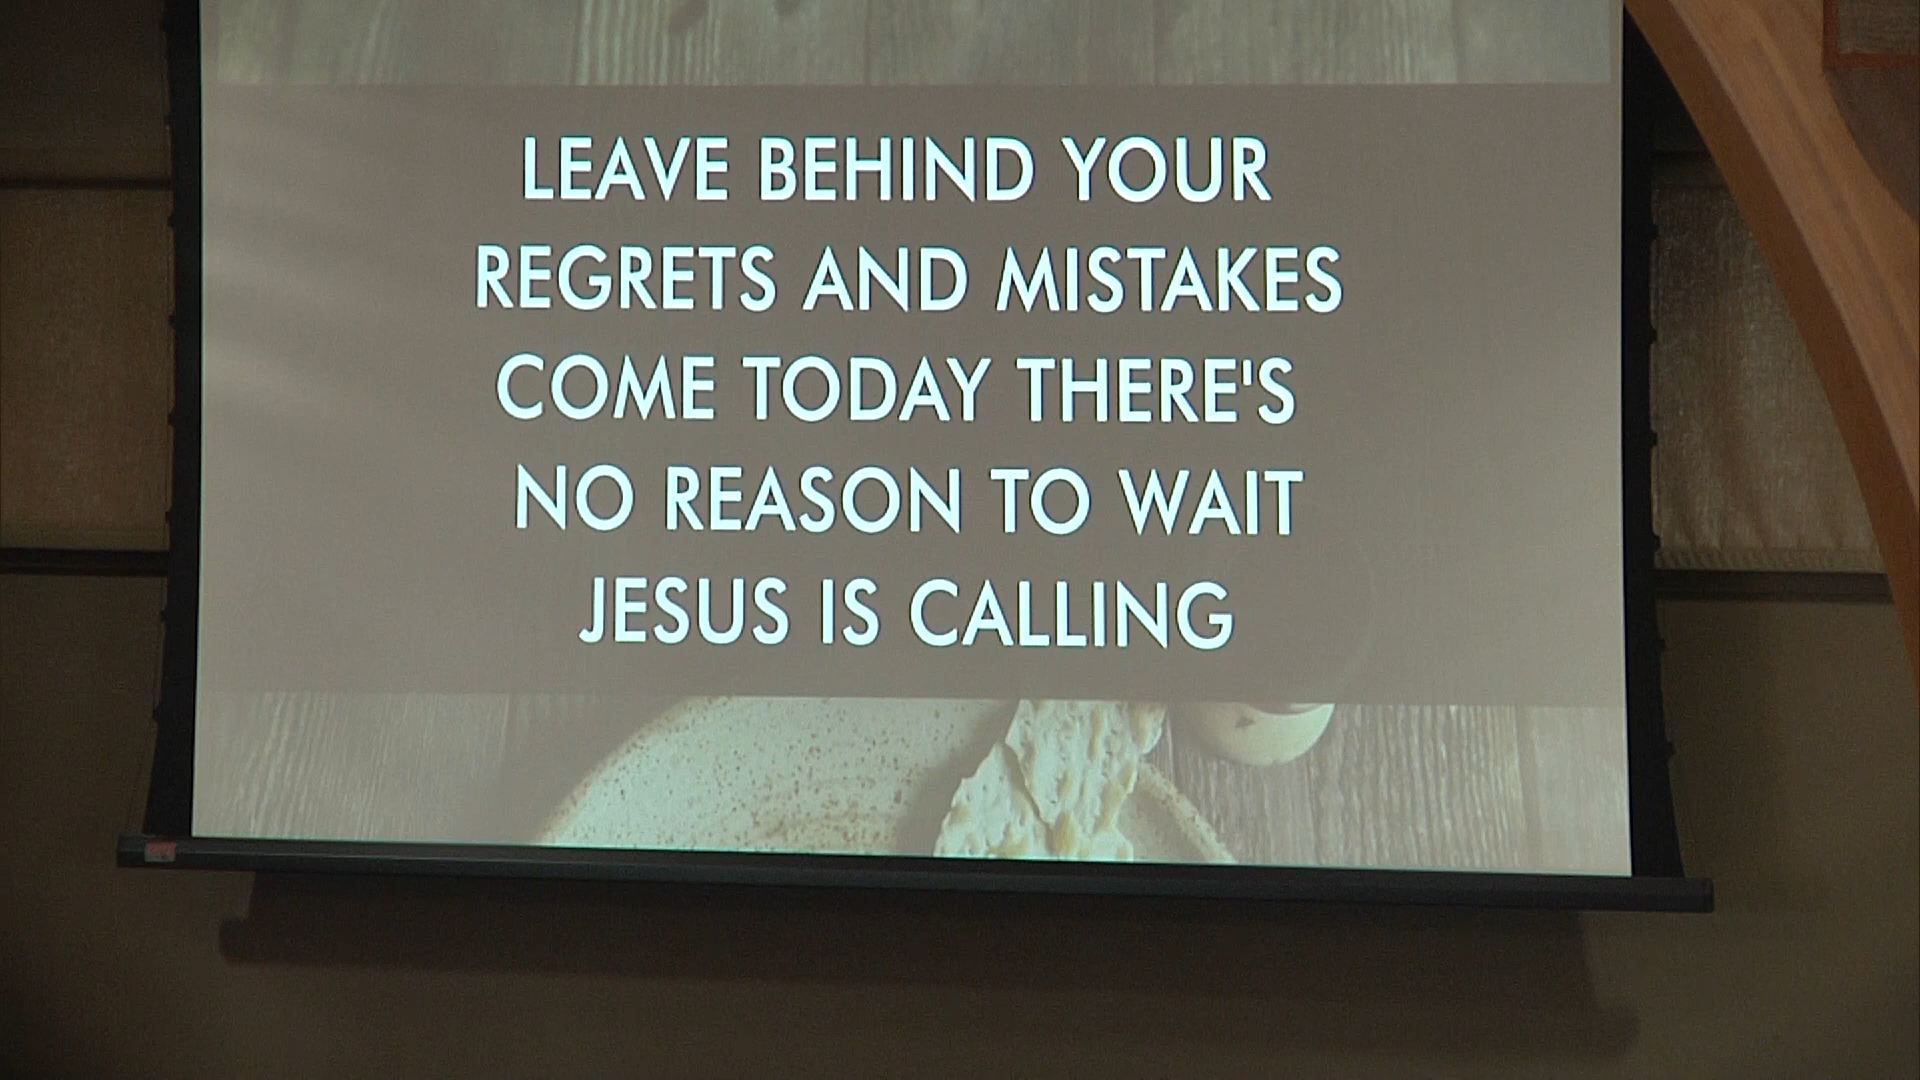 LEAVE BEHIND YOUR
REGRETS AND MISTAKES
COME TODAY THERE'S
NO REASON TO WAIT
JESUS IS CALLING